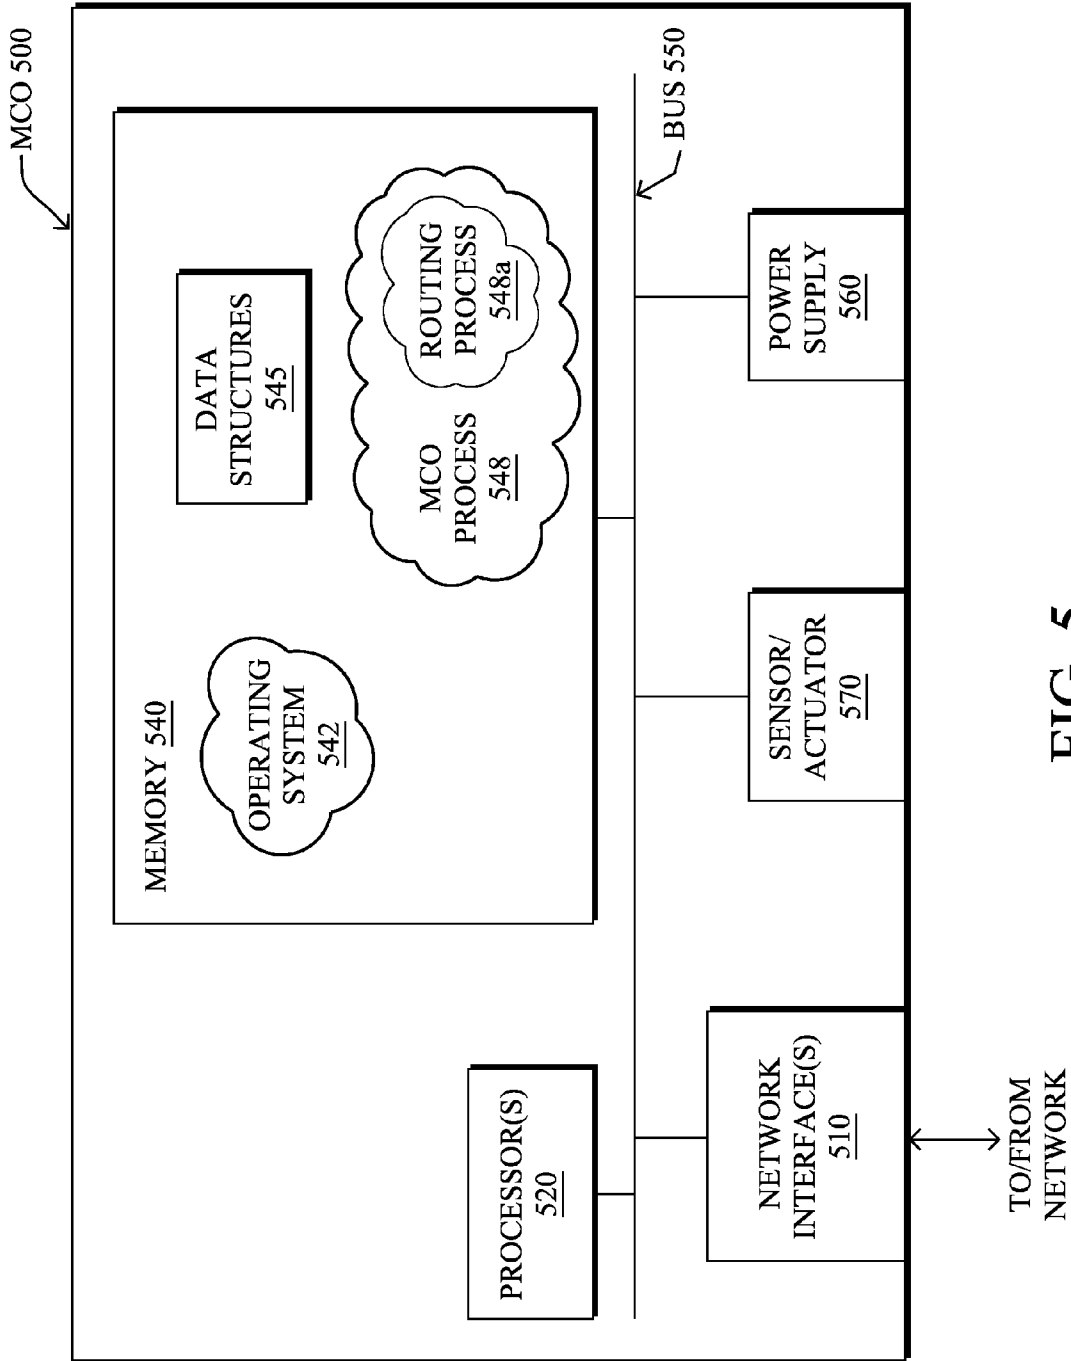 MCO 500
MEMORY 540
OPERATING
SYSTEM
542
DATA
STRUCTURES
545
MCO
PROCESS
548
ROUTING
PROCESS
548a
PROCESSOR(S)
520
BUS 550
NETWORK
INTERFACE(S)
510
SENSOR/
ACTUATOR
570
POWER
SUPPLY
560
TO/FROM
NETWORK
FIG. 5